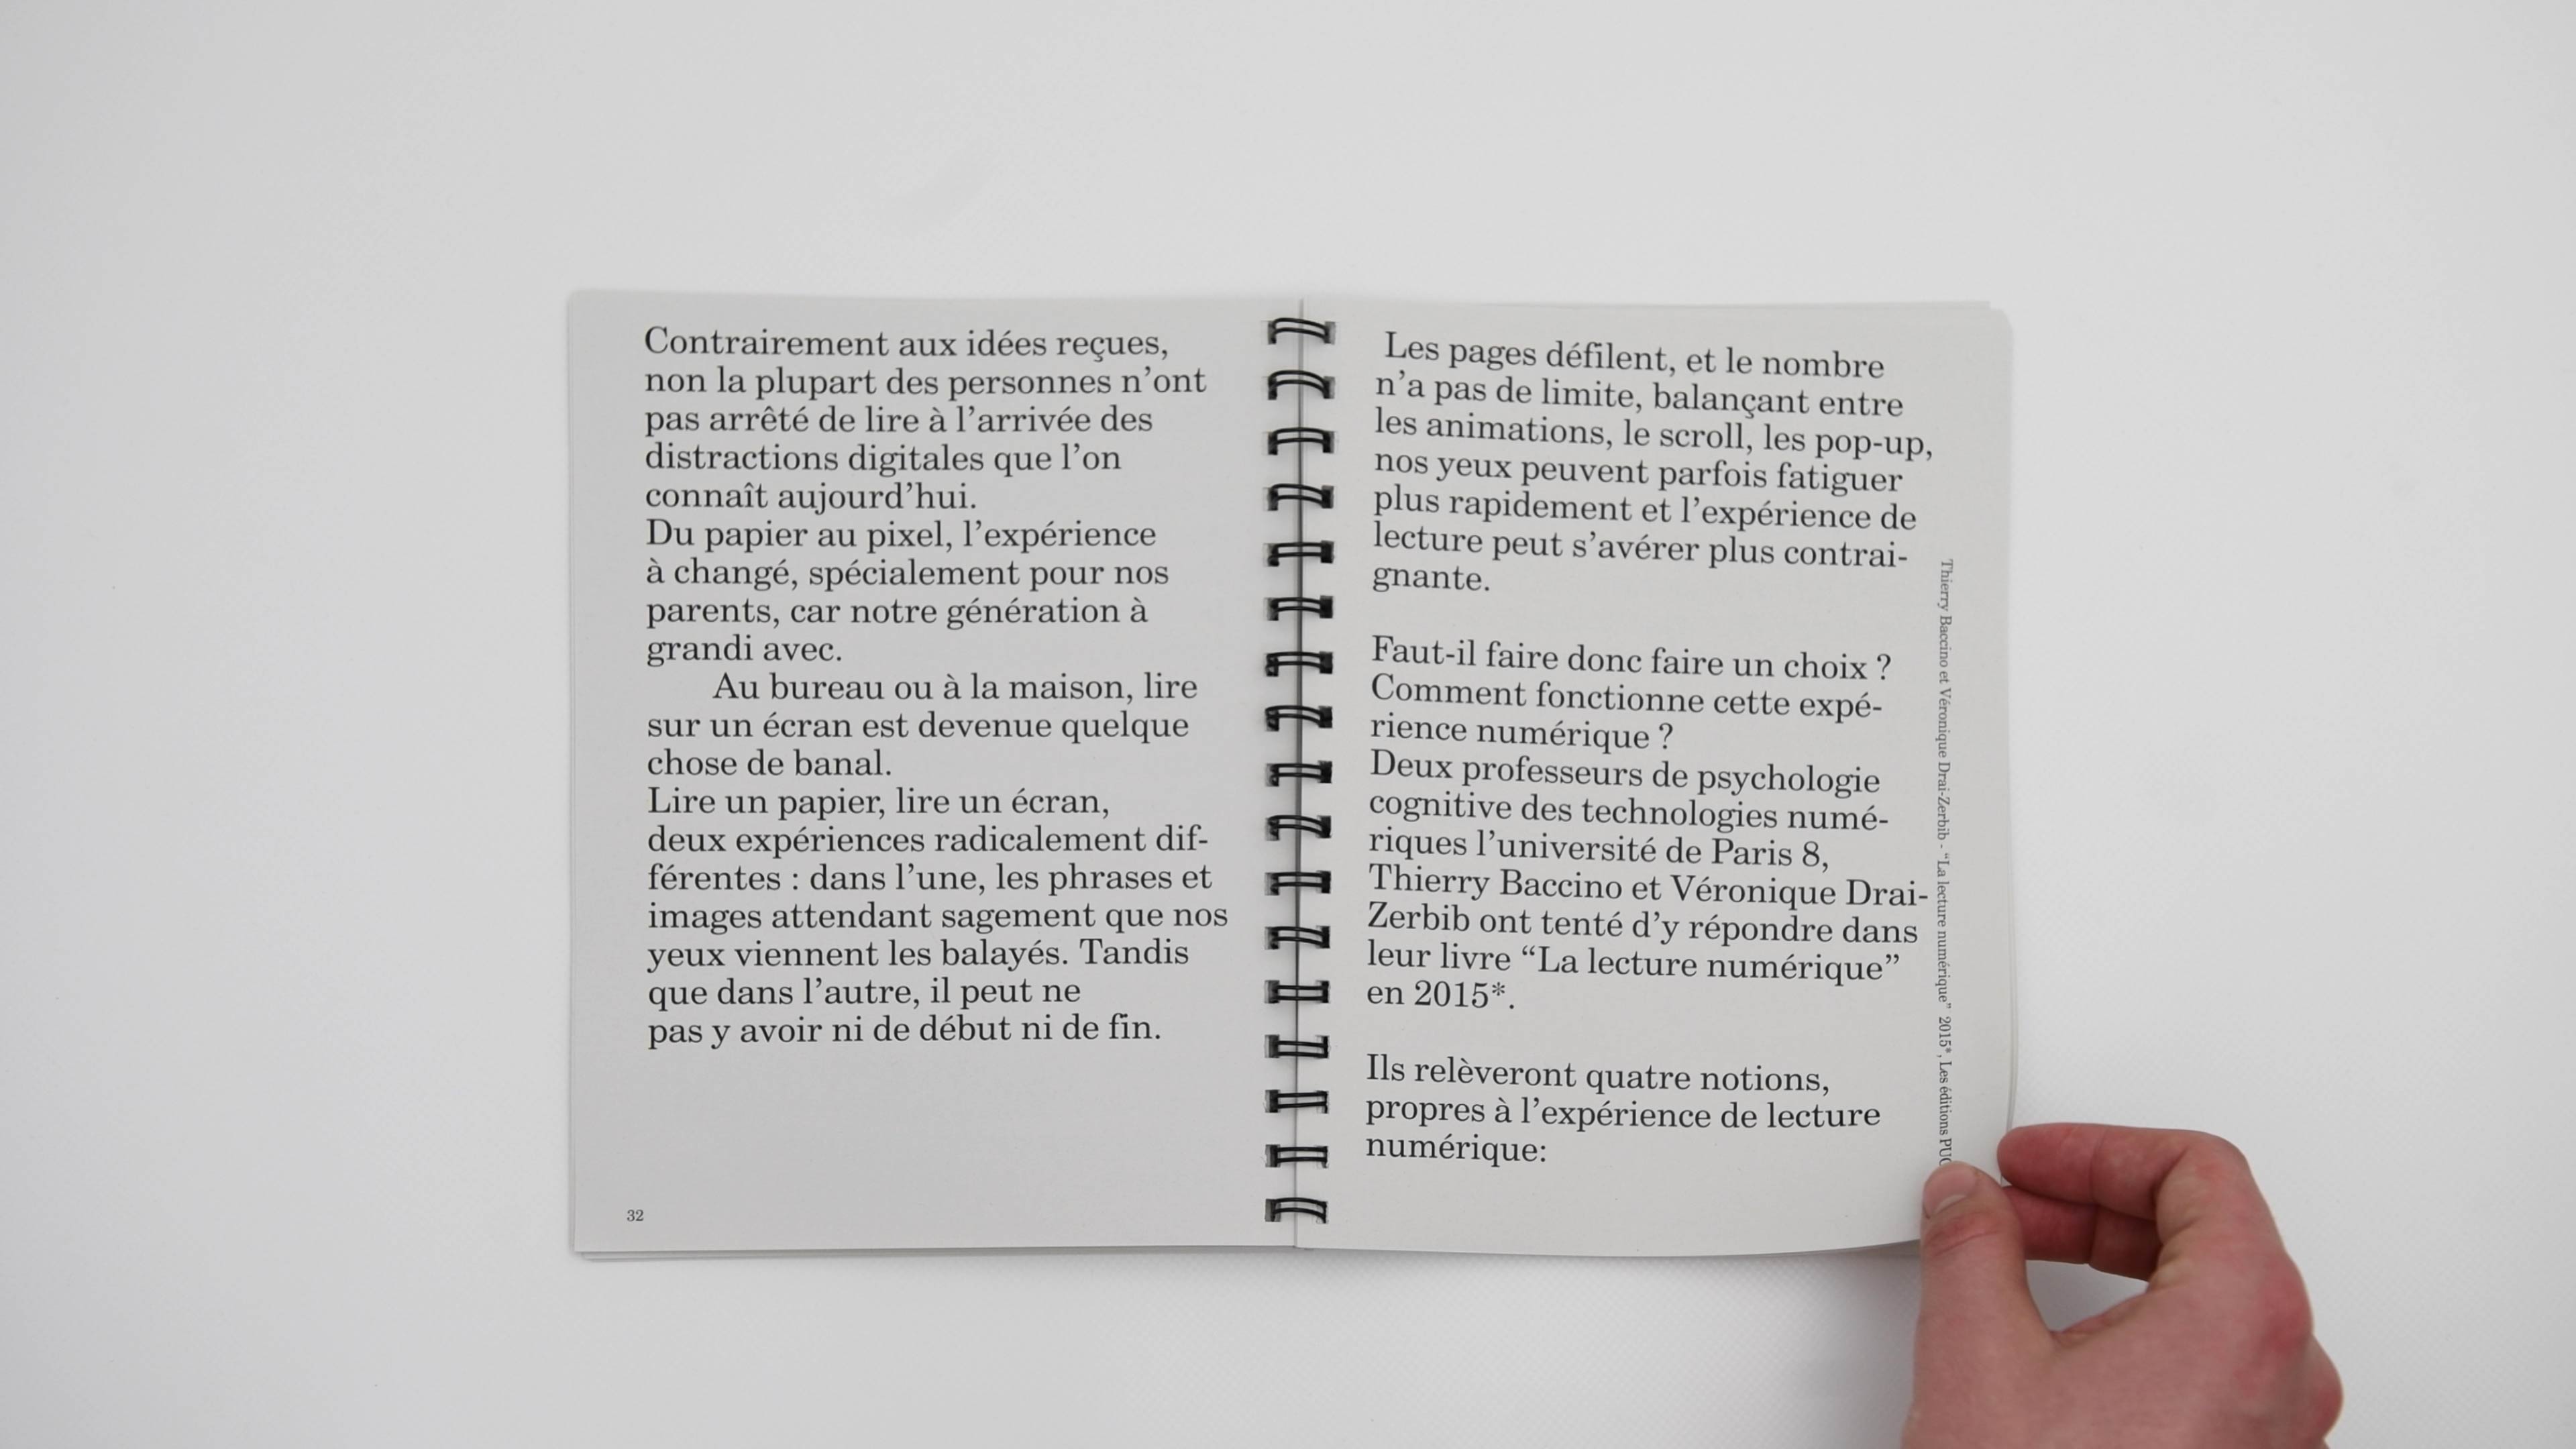 Contrairement aux idées reçues,
non la plupart des personnes n’ont
pas arrêté de lire à l’arrivée des
distractions digitales que l’on
connaît aujourd’hui.
Du papier au pixel, l’expérience
à changé, spécialement pour nos
parents, car notre génération à
grandi avec.
Au bureau ou à la maison, lire
sur un écran est devenue quelque
chose de banal.
Lire un papier, lire un écran,
deux expériences radicalement dif-
férentes : dans l’une, les phrases et
images attendant sagement que nos
yeux viennent les balayés. Tandis
que dans l’autre, il peut ne
pas y avoir ni de début ni de fin.
32
Les pages défilent, et le nombre
n’a pas de limite, balançant entre
les animations, le scroll, les pop-up,
nos yeux peuvent parfois fatiguer
plus rapidement et l’expérience de
lecture peut s’avérer plus contrai-
gnante.
Faut-il faire donc faire un choix ?
Comment fonctionne cette expé-
rience numérique ?
Deux professeurs de psychologie
cognitive des technologies numé-
riques l’université de Paris 8,
Thierry Baccino et Véronique Drai-
Zerbib ont tenté d’y répondre dans
leur livre “La lecture numérique”
en 2015*.
Ils relèveront quatre notions,
propres à l’expérience de lecture
numérique:
Thierry Baccino et Véronique Drai-Zerbib - “La lecture numérique” 2015*, Les éditions